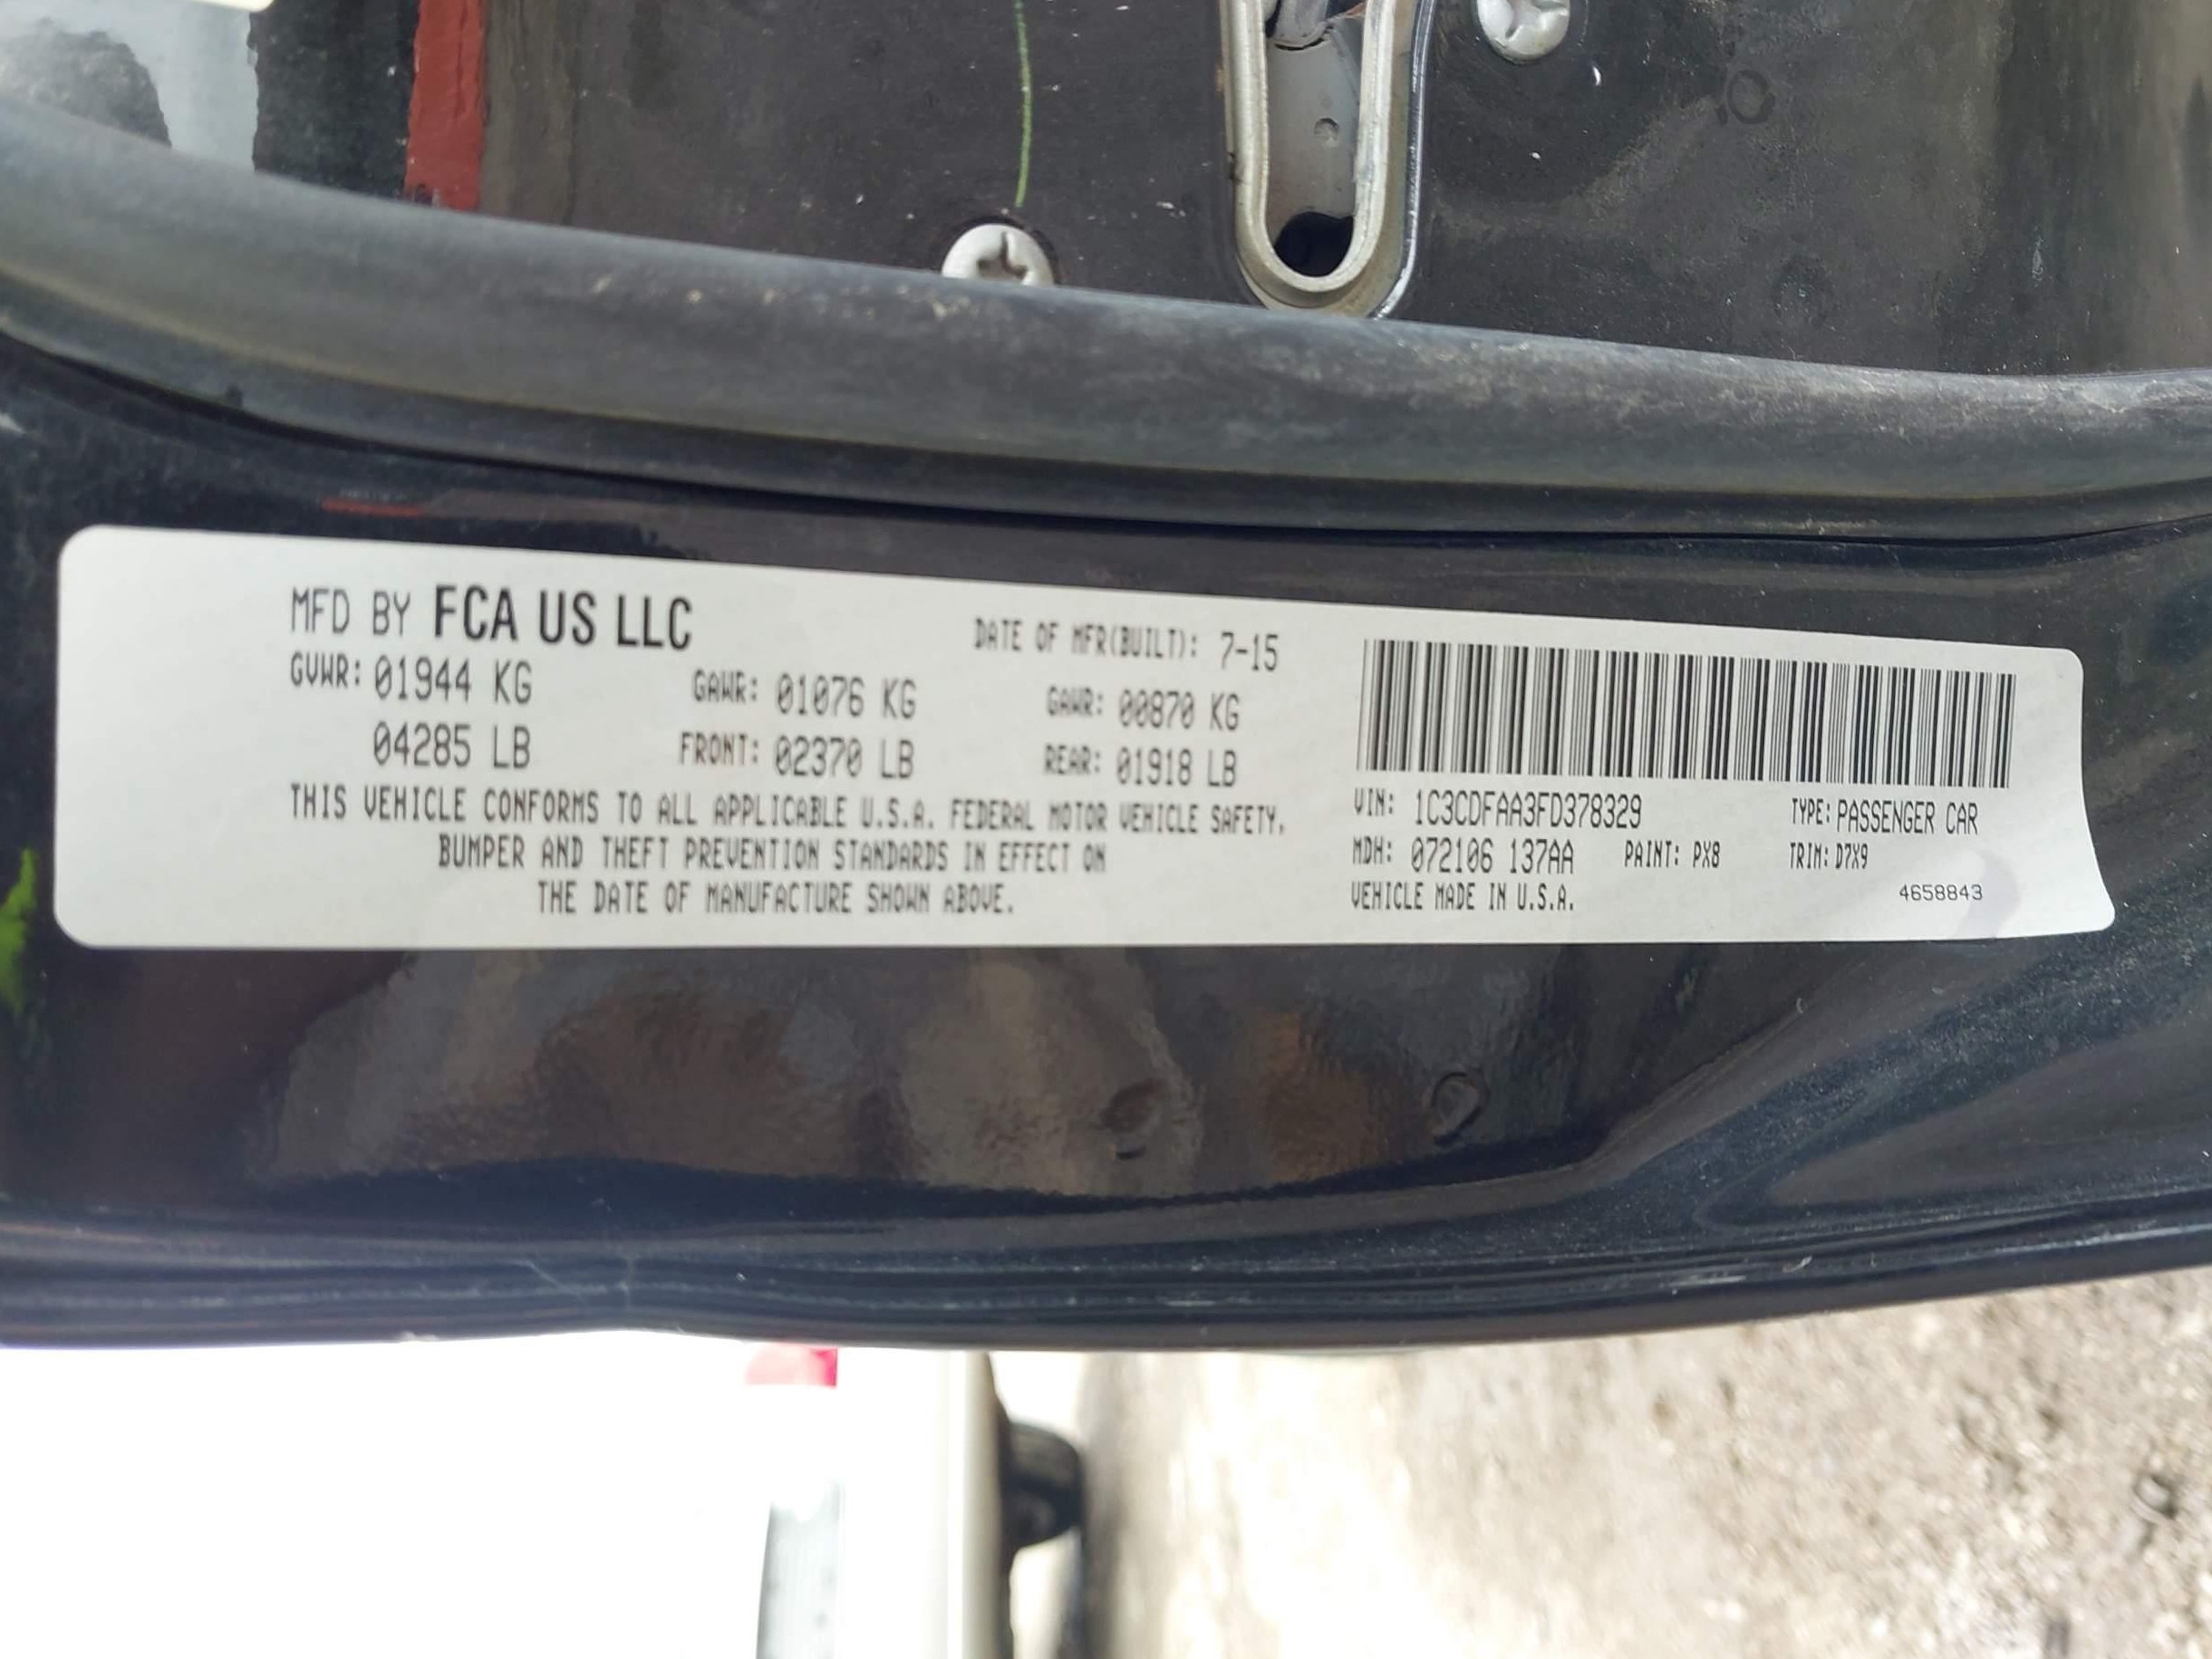 MFD BY FCA US LLC
DATE OF MFR(BUILT): 7-15
GVWR: 01944 KG
GAWR: 01076 KG
GAWR: 00870 KG
04285 LB
FRONT: 02370 LB
REAR: 01918 LB
THIS VEHICLE CONFORMS TO ALL APPLICABLE U.S.A. FEDERAL MOTOR VEHICLE SAFETY,
BUMPER AND THEFT PREVENTION STANDARDS IN EFFECT ON
THE DATE OF MANUFACTURE SHOWN ABOVE.
VIN: 1C3CDFAA3FD378329
TYPE: PASSENGER CAR
MDH: 072106 137AA
PAINT: PX8
TRIM: D7X9
VEHICLE MADE IN U.S.A.
4658843